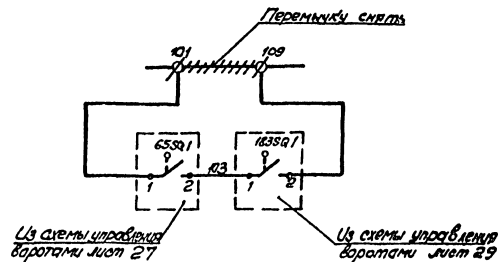 Перемычку снять
101 109
65SQ1 183SQ1
1 2 103 1 2
Из схемы управления
воротами лист 27
Из схемы управления
воротами лист 29